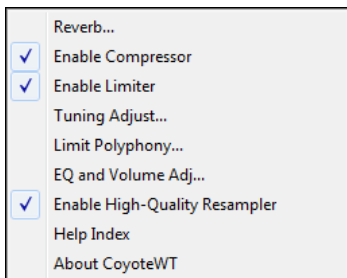 Reverb...
Enable Compressor
Enable Limiter
Tuning Adjust...
Limit Polyphony...
EQ and Volume Adj...
Enable High-Quality Resampler
Help Index
About CoyoteWT